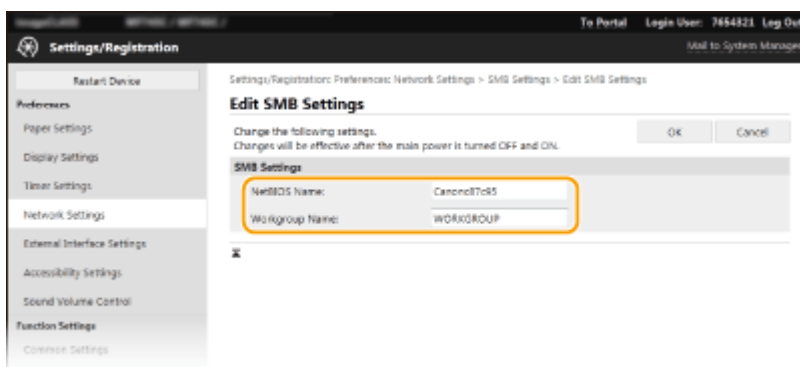 To Portal Login User: 7654321 Log Out
Settings/Registration
Mail to System Manager
Restart Device
Settings/Registration: Preferences: Network Settings > SMB Settings > Edit SMB Settings
Preferences
Edit SMB Settings
Paper Settings
Change the following settings.
Changes will be effective after the main power is turned OFF and ON.
OK
Cancel
Display Settings
SMB Settings
Timer Settings
NetBIOS Name:
Network Settings
Workgroup Name:
WORKGROUP
External Interface Settings
Accessibility Settings
Sound Volume Control
Function Settings
Common Settings